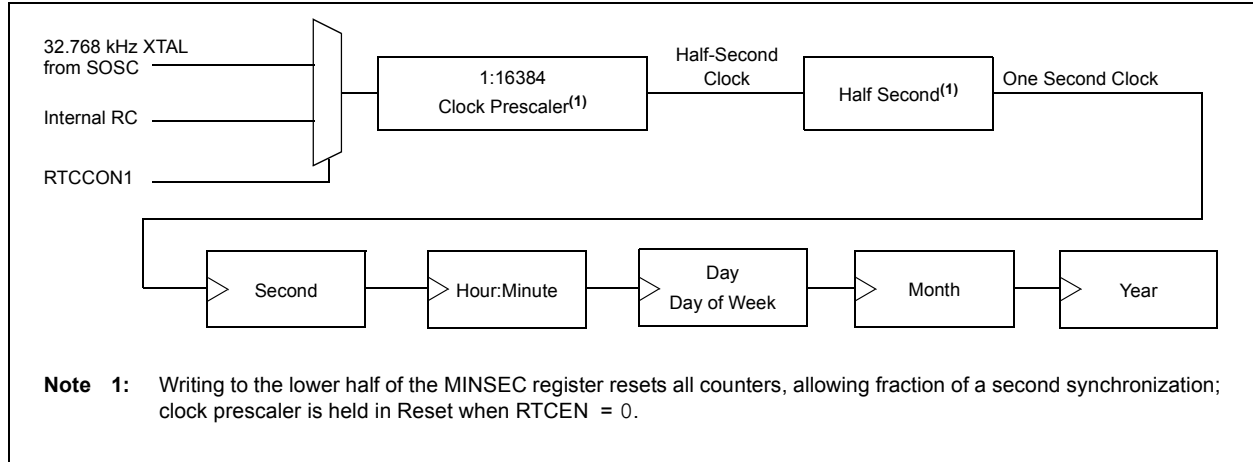 32.768 kHz XTAL
from SOSC
Internal RC
RTCCON1
1:16384
Clock Prescaler(1)
Half-Second
Clock
Half Second(1)
One Second Clock
Second
Hour:Minute
Day
Day of Week
Month
Year
Note 1: Writing to the lower half of the MINSEC register resets all counters, allowing fraction of a second synchronization;
clock prescaler is held in Reset when RTCEN = 0.